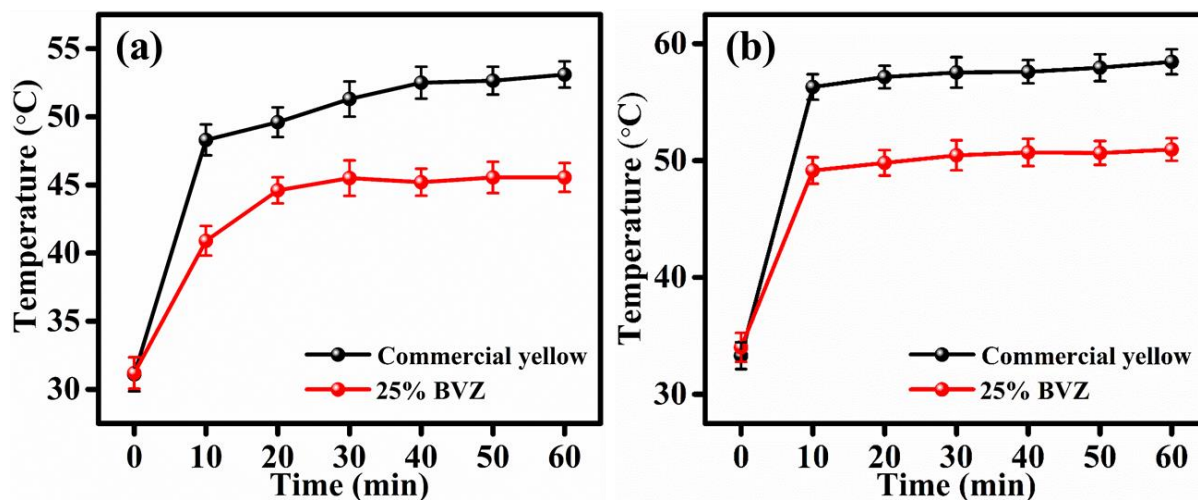 (a)
Temperature (°C)
55
50
45
40
35
30
Commercial yellow
25% BVZ
0 10 20 30 40 50 60
Time (min)
(b)
Temperature (°C)
60
50
40
30
Commercial yellow
25% BVZ
0 10 20 30 40 50 60
Time (min)